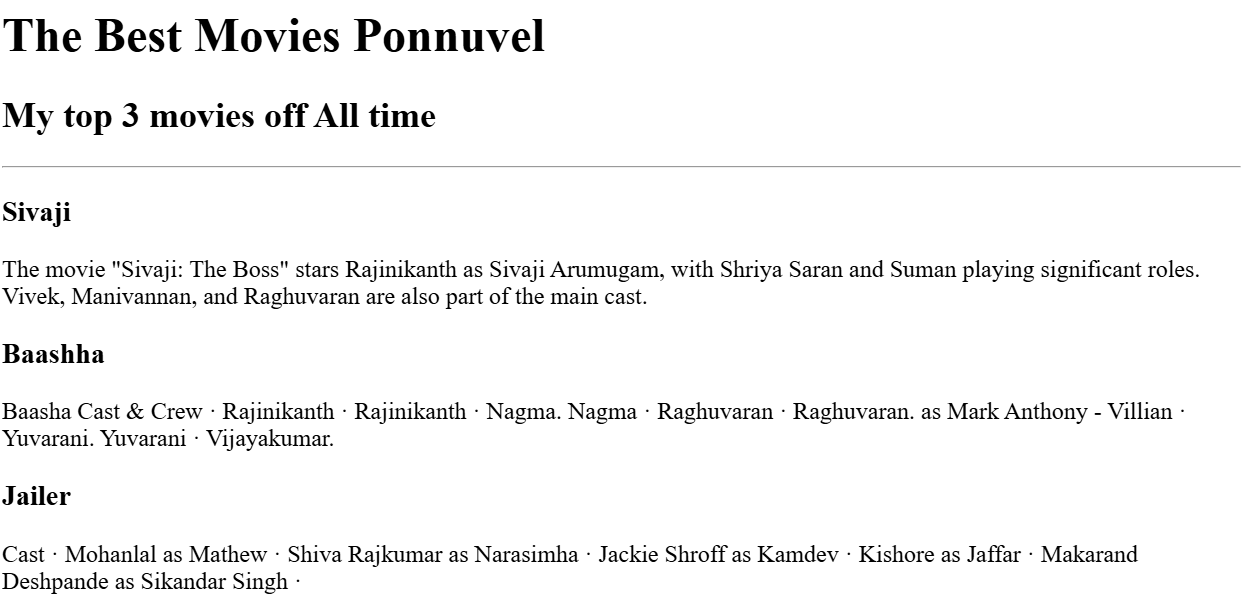 The Best Movies Ponnuvel
My top 3 movies off All time
Sivaji
The movie "Sivaji: The Boss" stars Rajinikanth as Sivaji Arumugam, with Shriya Saran and Suman playing significant roles.
Vivek, Manivannan, and Raghuvaran are also part of the main cast.
Baashha
Baasha Cast & Crew · Rajinikanth · Rajinikanth · Nagma. Nagma · Raghuvaran · Raghuvaran. as Mark Anthony - Villian ·
Yuvarani. Yuvarani · Vijayakumar.
Jailer
Cast · Mohanlal as Mathew · Shiva Rajkumar as Narasimha · Jackie Shroff as Kamdev · Kishore as Jaffar · Makarand
Deshpande as Sikandar Singh ·